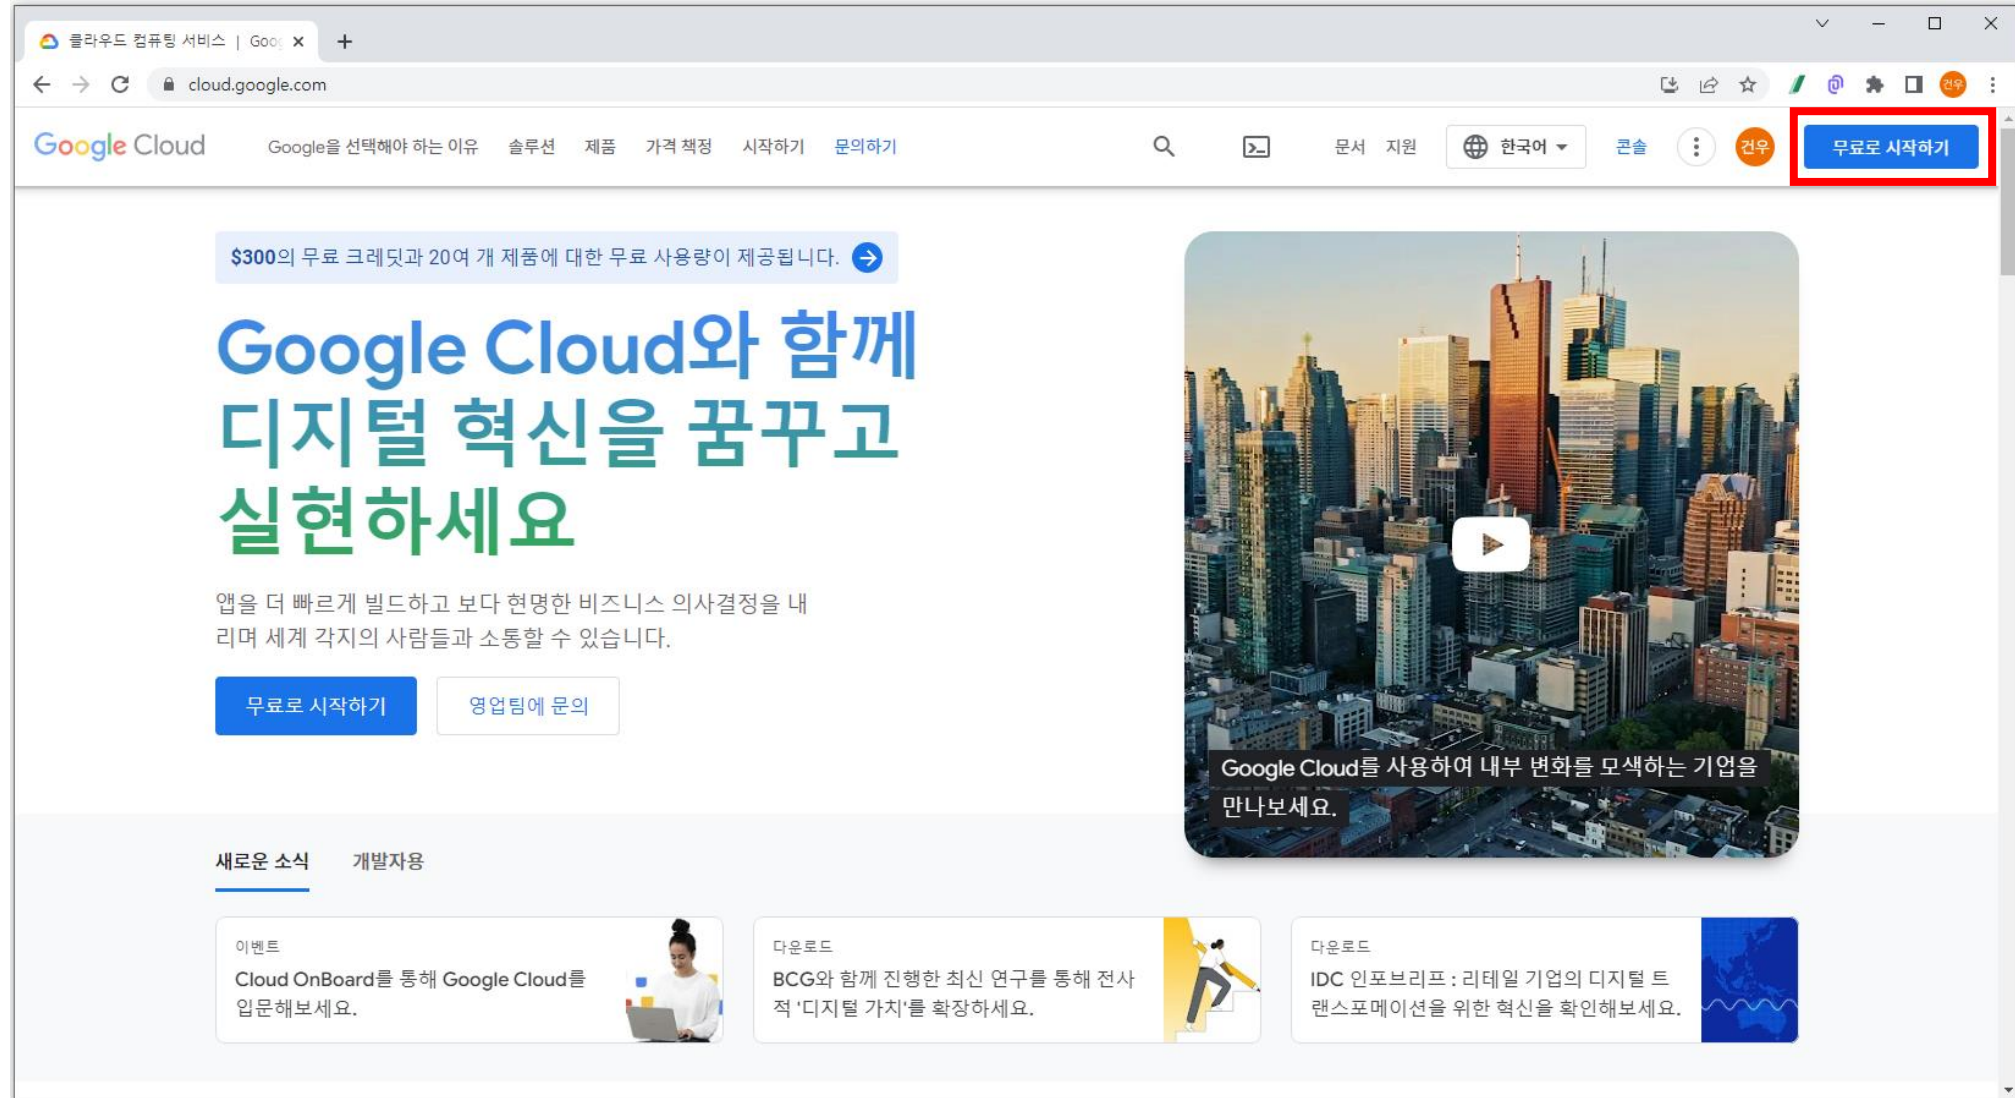 클라우드 컴퓨팅 서비스 | Goog
cloud.google.com
건우
Google Cloud
Google을 선택해야 하는 이유 솔루션 제품 가격 책정 시작하기 문의하기
문서 지원 한국어 콘솔 건우 무료로 시작하기
$300의 무료 크레딧과 20여 개 제품에 대한 무료 사용량이 제공됩니다.
Google Cloud와 함께
디지털 혁신을 꿈꾸고
실현하세요
앱을 더 빠르게 빌드하고 보다 현명한 비즈니스 의사결정을 내
리며 세계 각지의 사람들과 소통할 수 있습니다.
무료로 시작하기 영업팀에 문의
Google Cloud를 사용하여 내부 변화를 모색하는 기업을
만나보세요.
새로운 소식 개발자용
이벤트
Cloud OnBoard를 통해 Google Cloud를
입문해보세요.
다운로드
BCG와 함께 진행한 최신 연구를 통해 전사
적 '디지털 가치'를 확장하세요.
다운로드
IDC 인포브리프 : 리테일 기업의 디지털 트
랜스포메이션을 위한 혁신을 확인해보세요.